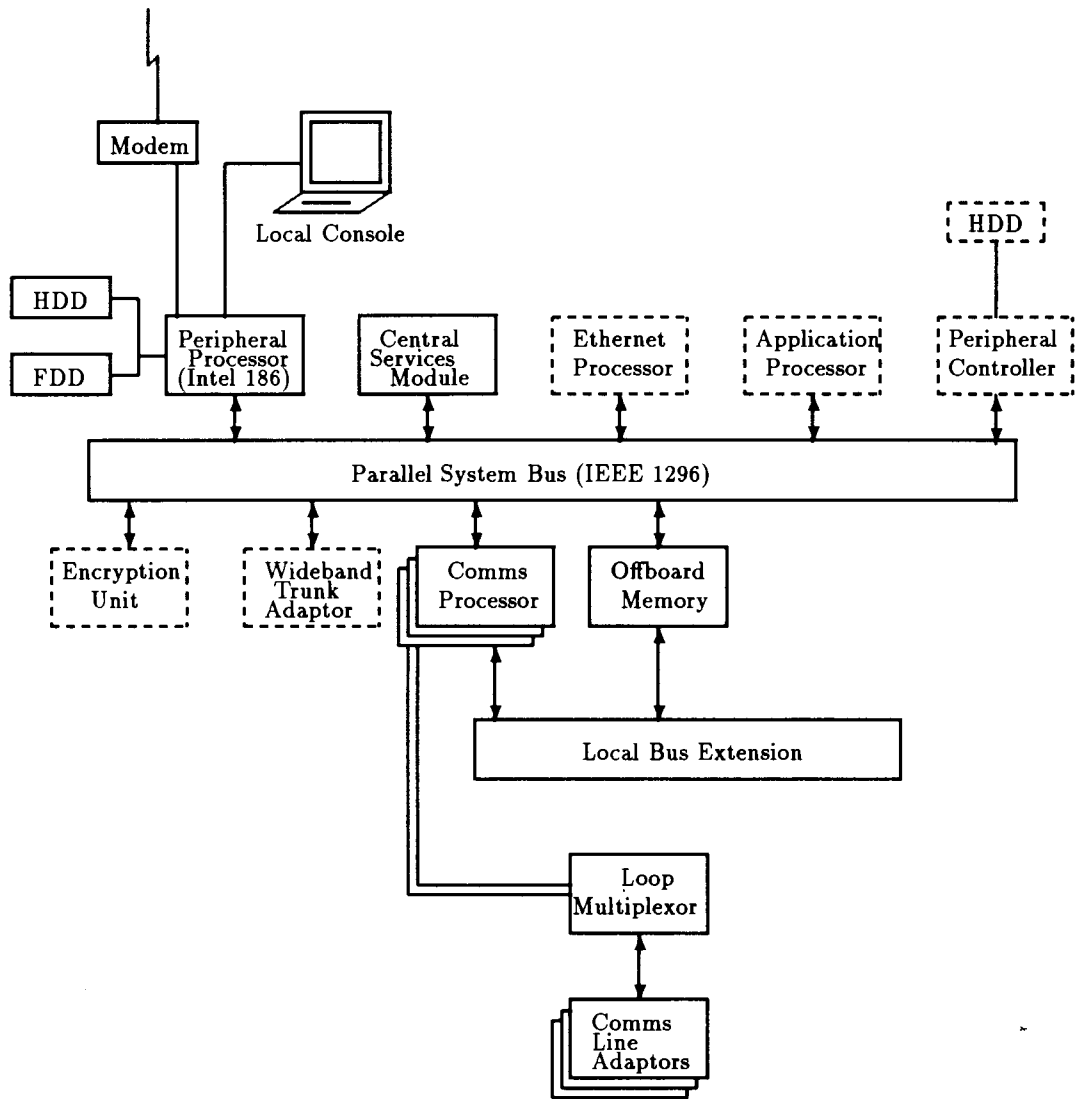 Modem
Local Console
HDD
HDD
FDD
Peripheral
Processor
(Intel 186)
Central
Services
Module
Ethernet
Processor
Application
Processor
Peripheral
Controller
Parallel System Bus (IEEE 1296)
Encryption
Unit
Wideband
Trunk
Adaptor
Comms
Processor
Offboard
Memory
Local Bus Extension
Loop
Multiplexor
Comms
Line
Adaptors